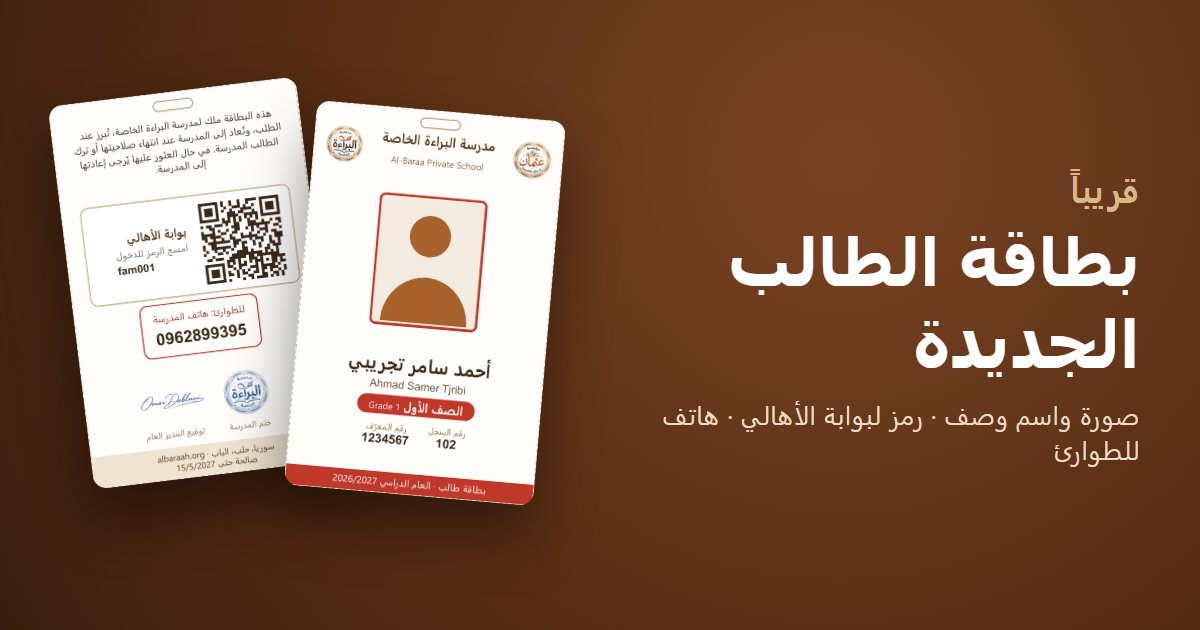 قريباً
بطاقة الطالب
الجديدة
صورة واسم وصف · رمز لبوابة الأهالي · هاتف
للطوارئ
مدرسة البراءة الخاصة
Al-Baraa Private School
أحمد سامر تجريبي
Ahmad Samer Tjribi
الصف الأول Grade 1
رقم السجل
102
رقم المعرّف
1234567
بطاقة طالب · العام الدراسي 2026/2027
هذه البطاقة ملك لمدرسة البراءة الخاصة، تُبرز عند
الطلب، وتُعاد إلى المدرسة عند انتهاء صلاحيتها أو ترك
الطالب المدرسة. في حال العثور عليها يُرجى إعادتها
إلى المدرسة.
بوابة الأهالي
امسح الرمز للدخول
fam001
للطوارئ: هاتف المدرسة
0962899395
البراءة
ختم المدرسة
توقيع المدير العام
سوريا، حلب، الباب · albaraah.org
صالحة حتى 15/5/2027